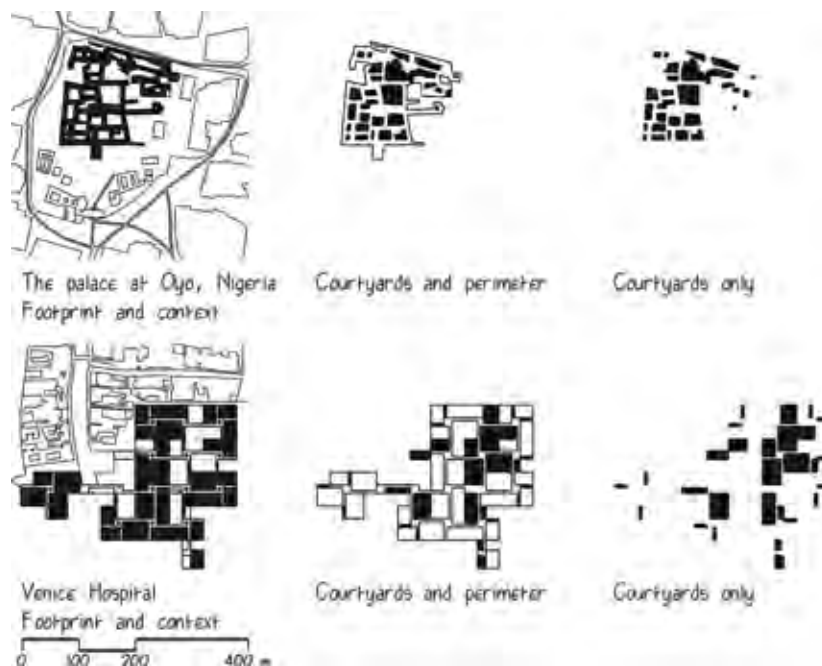 The palace at Oyo, Nigeria
Footprint and context
Courtyards and perimeter
Courtyards only
Venice Hospital
Footprint and context
Courtyards and perimeter
Courtyards only
0 100 200 400 m